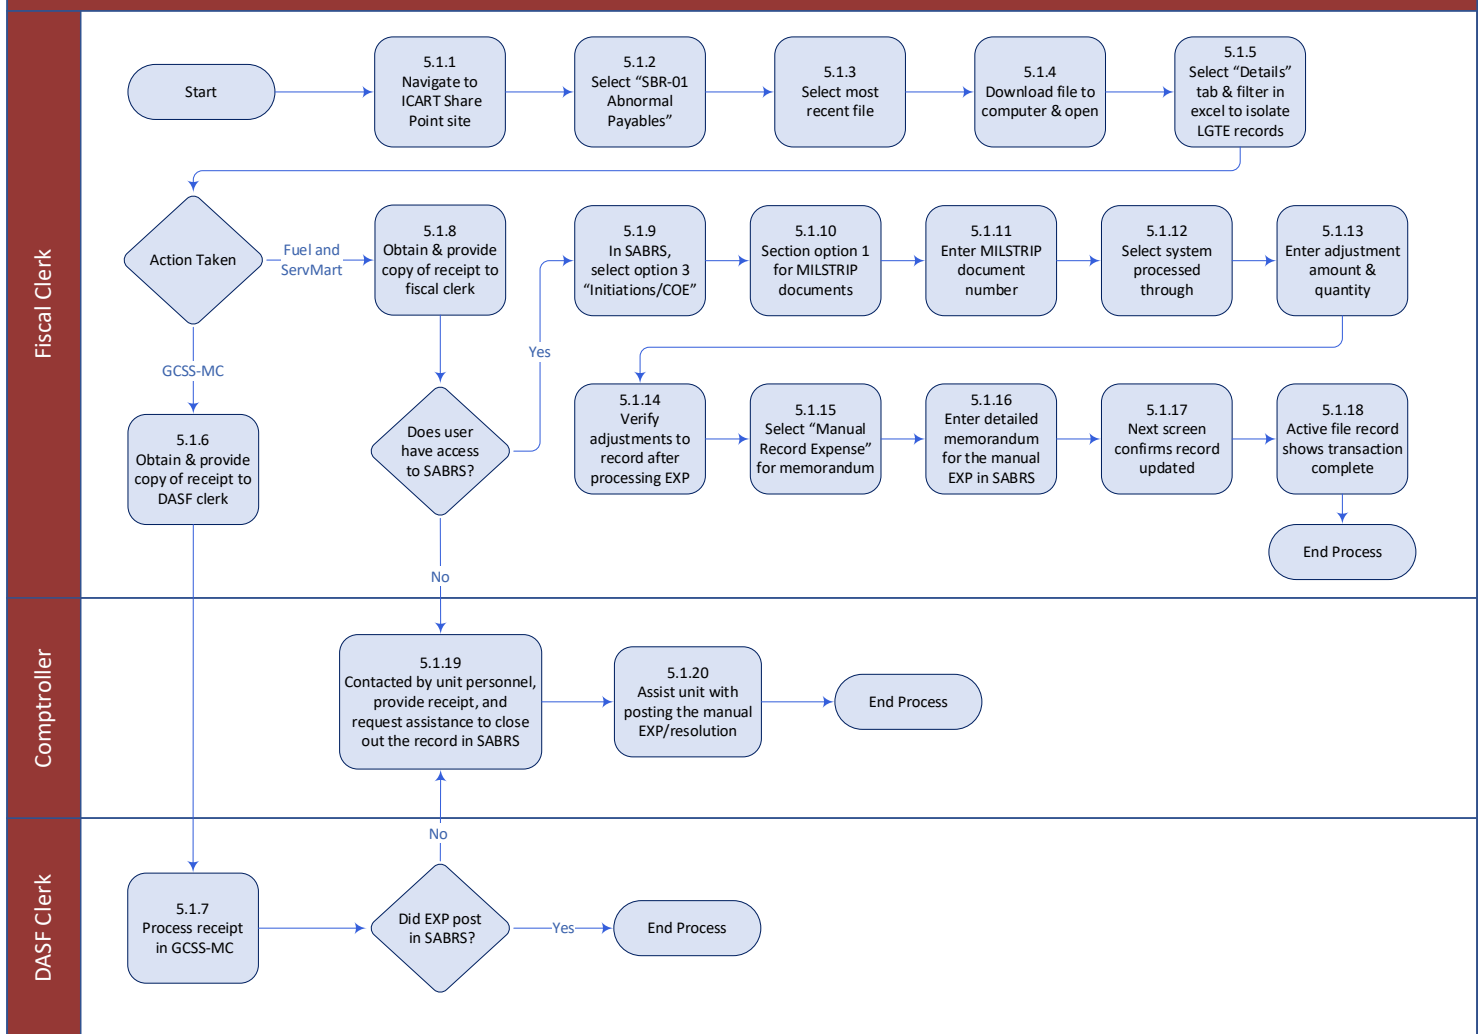 Fiscal Clerk
Start
5.1.1
Navigate to
ICART Share
Point site
5.1.2
Select “SBR-01
Abnormal
Payables”
5.1.3
Select most
recent file
5.1.4
Download file to
computer & open
5.1.5
Select “Details”
tab & filter in
excel to isolate
LGTE records
Action Taken
Fuel and
ServMart
5.1.8
Obtain & provide
copy of receipt to
fiscal clerk
5.1.9
In SABRS,
select option 3
“Initiations/COE”
5.1.10
Section option 1
for MILSTRIP
documents
5.1.11
Enter MILSTRIP
document
number
5.1.12
Select system
processed
through
5.1.13
Enter adjustment
amount &
quantity
Yes
GCSS-MC
5.1.6
Obtain & provide
copy of receipt to
DASF clerk
Does user
have access
to SABRS?
5.1.14
Verify
adjustments to
record after
processing EXP
5.1.15
Select “Manual
Record Expense”
for memorandum
5.1.16
Enter detailed
memorandum
for the manual
EXP in SABRS
5.1.17
Next screen
confirms record
updated
5.1.18
Active file record
shows transaction
complete
End Process
No
Comptroller
5.1.19
Contacted by unit personnel,
provide receipt, and
request assistance to close
out the record in SABRS
5.1.20
Assist unit with
posting the manual
EXP/resolution
End Process
No
DASF Clerk
5.1.7
Process receipt
in GCSS-MC
Did EXP post
in SABRS?
Yes
End Process